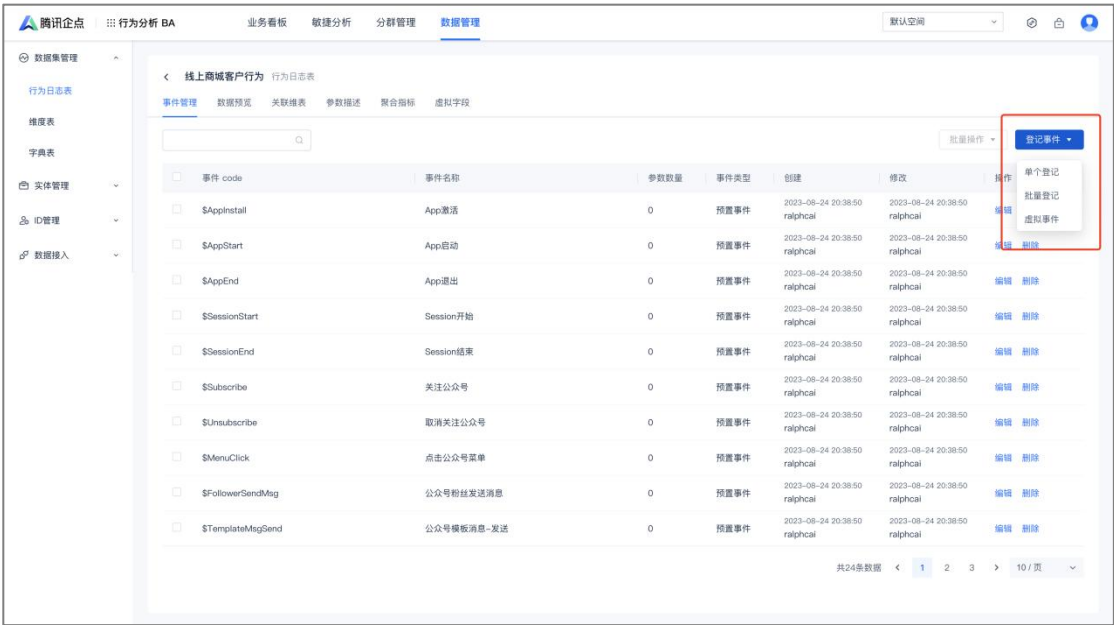 腾讯企点 行为分析 BA 业务看板 敏捷分析 分群管理 数据管理 默认空间
数据集管理
行为日志表
维度表
字典表
实体管理
ID管理
数据接入
线上商城客户行为 行为日志表
事件管理 数据预览 关联维表 参数描述 聚合指标 虚拟字段
批量操作 登记事件
单个登记
批量登记
虚拟事件
事件 code 事件名称 参数数量 事件类型 创建 修改 操作
$AppInstall App激活 0 预置事件 2023-08-24 20:38:50 2023-08-24 20:38:50 编辑
ralphcai ralphcai
$AppStart App启动 0 预置事件 2023-08-24 20:38:50 2023-08-24 20:38:50 编辑 删除
ralphcai ralphcai
$AppEnd App退出 0 预置事件 2023-08-24 20:38:50 2023-08-24 20:38:50 编辑 删除
ralphcai ralphcai
$SessionStart Session开始 0 预置事件 2023-08-24 20:38:50 2023-08-24 20:38:50 编辑 删除
ralphcai ralphcai
$SessionEnd Session结束 0 预置事件 2023-08-24 20:38:50 2023-08-24 20:38:50 编辑 删除
ralphcai ralphcai
$Subscribe 关注公众号 0 预置事件 2023-08-24 20:38:50 2023-08-24 20:38:50 编辑 删除
ralphcai ralphcai
$Unsubscribe 取消关注公众号 0 预置事件 2023-08-24 20:38:50 2023-08-24 20:38:50 编辑 删除
ralphcai ralphcai
$MenuClick 点击公众号菜单 0 预置事件 2023-08-24 20:38:50 2023-08-24 20:38:50 编辑 删除
ralphcai ralphcai
$FollowerSendMsg 公众号粉丝发送消息 0 预置事件 2023-08-24 20:38:50 2023-08-24 20:38:50 编辑 删除
ralphcai ralphcai
$TemplateMsgSend 公众号模板消息-发送 0 预置事件 2023-08-24 20:38:50 2023-08-24 20:38:50 编辑 删除
ralphcai ralphcai
共24条数据 1 2 3 10 / 页